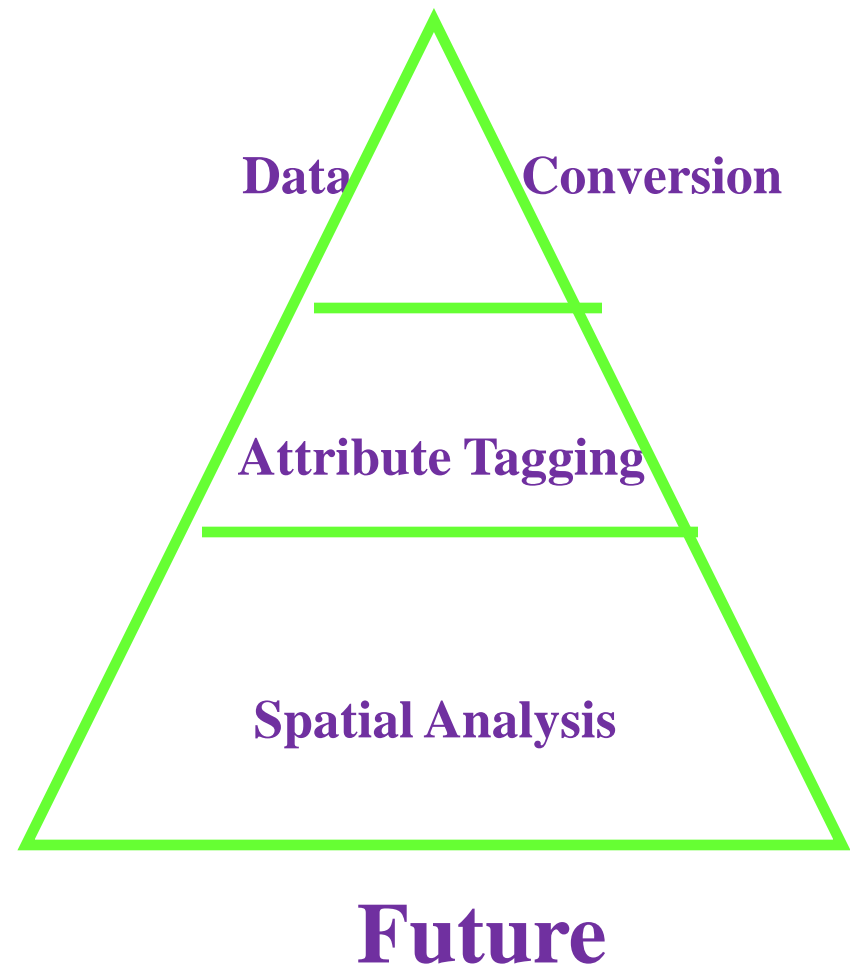 Data Conversion
Attribute Tagging
Spatial Analysis
Future